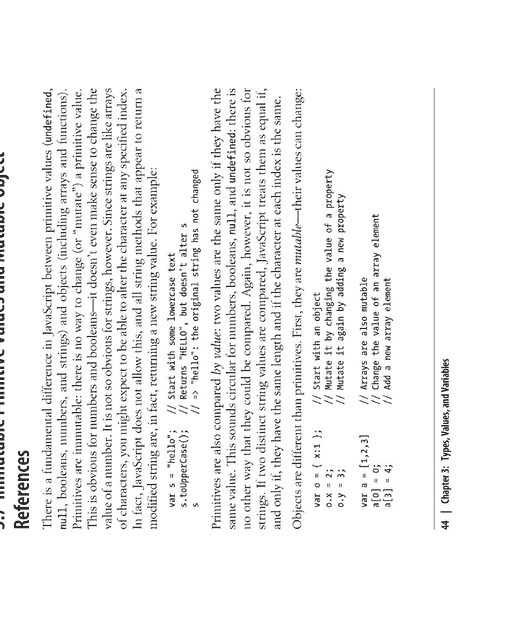 3.7 Immutable Primitive Values and Mutable Object
References
There is a fundamental difference in JavaScript between primitive values (undefined,
null, booleans, numbers, and strings) and objects (including arrays and functions).
Primitives are immutable: there is no way to change (or “mutate”) a primitive value.
This is obvious for numbers and booleans—it doesn’t even make sense to change the
value of a number. It is not so obvious for strings, however. Since strings are like arrays
of characters, you might expect to be able to alter the character at any specified index.
In fact, JavaScript does not allow this, and all string methods that appear to return a
modified string are, in fact, returning a new string value. For example:
var s = "hello"; // Start with some lowercase text
s.toUpperCase(); // Returns "HELLO", but doesn't alter s
s // => "hello": the original string has not changed
Primitives are also compared by value: two values are the same only if they have the
same value. This sounds circular for numbers, booleans, null, and undefined: there is
no other way that they could be compared. Again, however, it is not so obvious for
strings. If two distinct string values are compared, JavaScript treats them as equal if,
and only if, they have the same length and if the character at each index is the same.
Objects are different than primitives. First, they are mutable—their values can change:
var o = { x:1 }; // Start with an object
o.x = 2; // Mutate it by changing the value of a property
o.y = 3; // Mutate it again by adding a new property
var a = [1,2,3] // Arrays are also mutable
a[0] = 0; // Change the value of an array element
a[3] = 4; // Add a new array element
44 | Chapter 3: Types, Values, and Variables